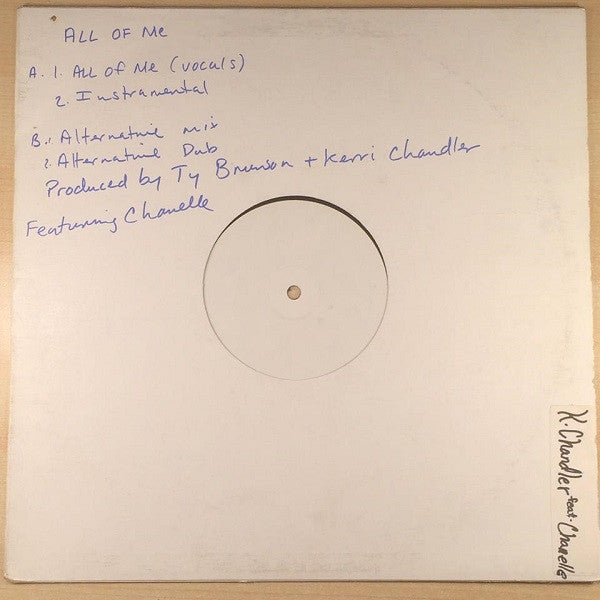 ALL OF Me
A. 1. ALL of Me (vocals)
2. Instramental
B. 1. Alternative mix
2. Alternative Dub
Produced by Ty Brunson + Kerri Chandler
Featuring Chanelle
K. Chandler feat. Chanelle